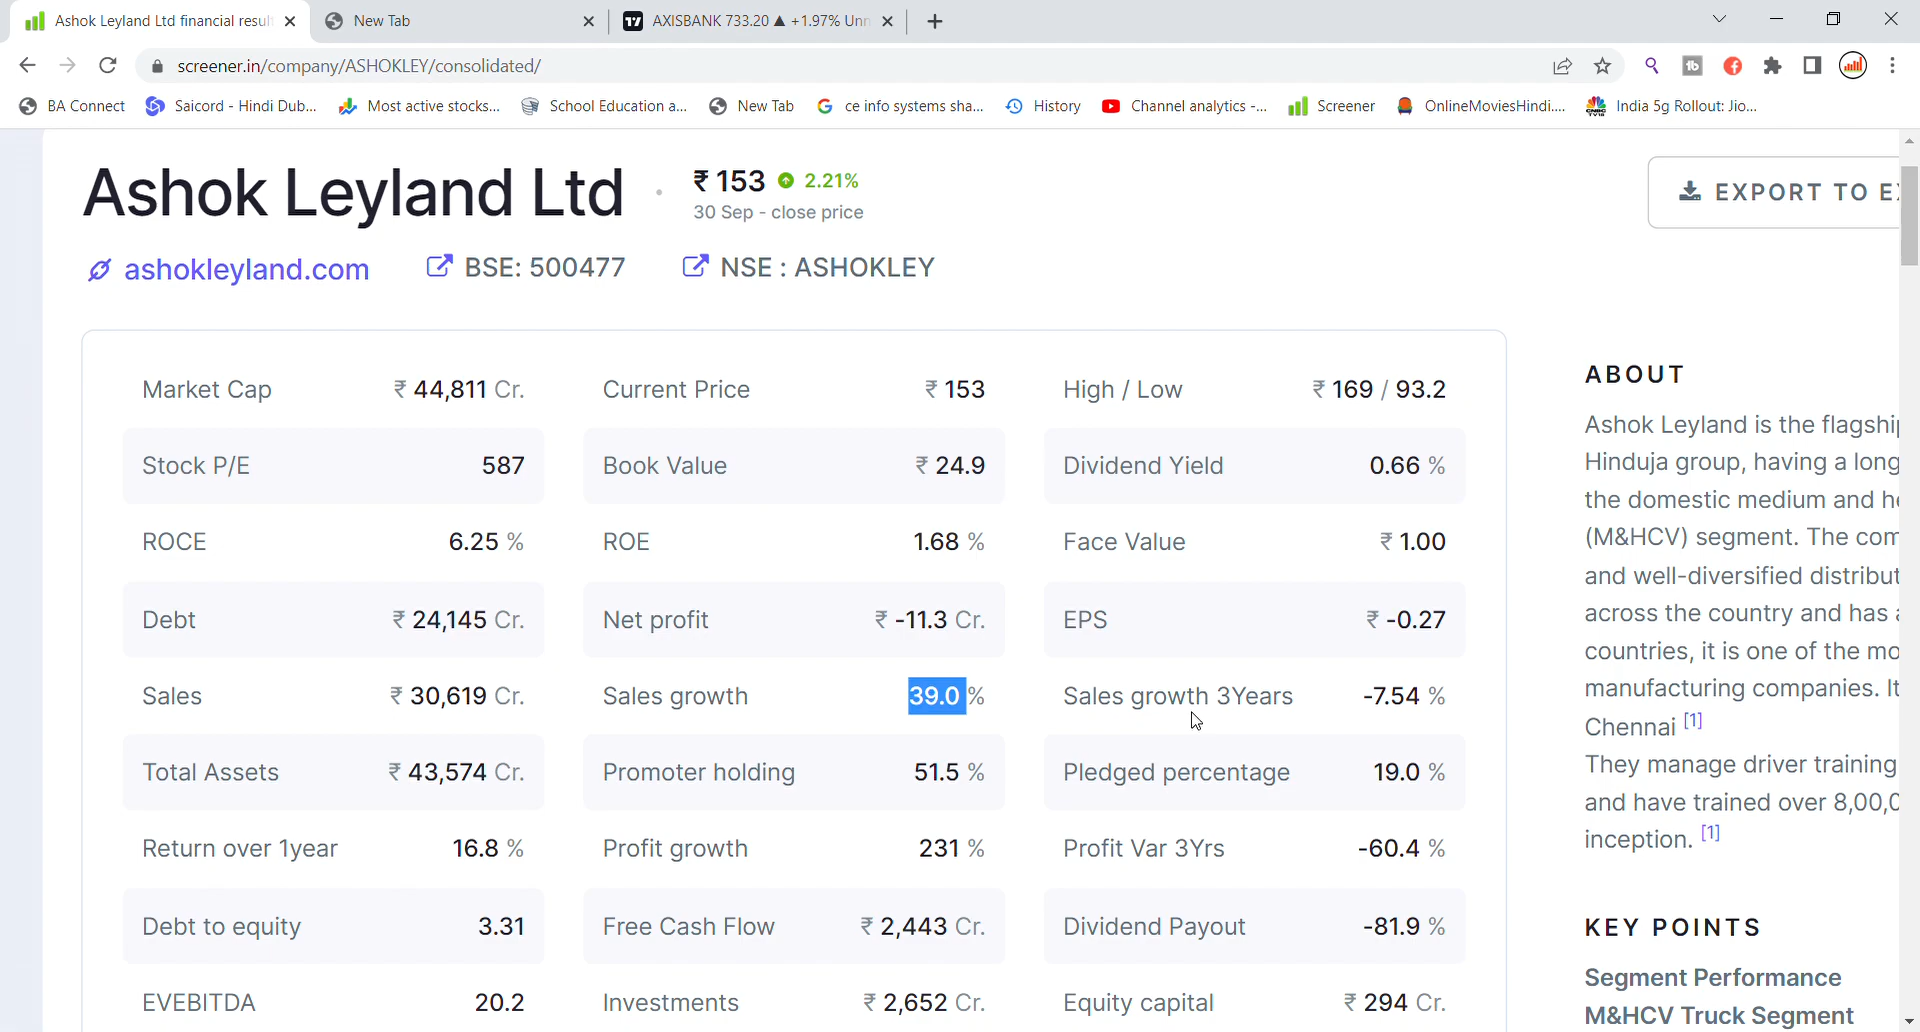 Ashok Leyland Ltd financial resul
New Tab
AXISBANK 733.20 ▲ +1.97% Unn
screener.in/company/ASHOKLEY/consolidated/
BA Connect
Saicord - Hindi Dub...
Most active stocks...
School Education a...
New Tab
ce info systems sha...
History
Channel analytics -...
Screener
OnlineMoviesHindi....
India 5g Rollout: Jio...
Ashok Leyland Ltd
₹ 153 2.21%
30 Sep - close price
EXPORT TO EX
ashokleyland.com
BSE: 500477
NSE : ASHOKLEY
Market Cap ₹ 44,811 Cr.
Current Price ₹ 153
High / Low ₹ 169 / 93.2
Stock P/E 587
Book Value ₹ 24.9
Dividend Yield 0.66 %
ROCE 6.25 %
ROE 1.68 %
Face Value ₹ 1.00
Debt ₹ 24,145 Cr.
Net profit ₹ -11.3 Cr.
EPS ₹ -0.27
Sales ₹ 30,619 Cr.
Sales growth 39.0 %
Sales growth 3Years -7.54 %
Total Assets ₹ 43,574 Cr.
Promoter holding 51.5 %
Pledged percentage 19.0 %
Return over 1year 16.8 %
Profit growth 231 %
Profit Var 3Yrs -60.4 %
Debt to equity 3.31
Free Cash Flow ₹ 2,443 Cr.
Dividend Payout -81.9 %
EVEBITDA 20.2
Investments ₹ 2,652 Cr.
Equity capital ₹ 294 Cr.
ABOUT
Ashok Leyland is the flagship
Hinduja group, having a long
the domestic medium and he
(M&HCV) segment. The com
and well-diversified distribut
across the country and has a
countries, it is one of the mo
manufacturing companies. It
Chennai [1]
They manage driver training
and have trained over 8,00,0
inception. [1]
KEY POINTS
Segment Performance
M&HCV Truck Segment